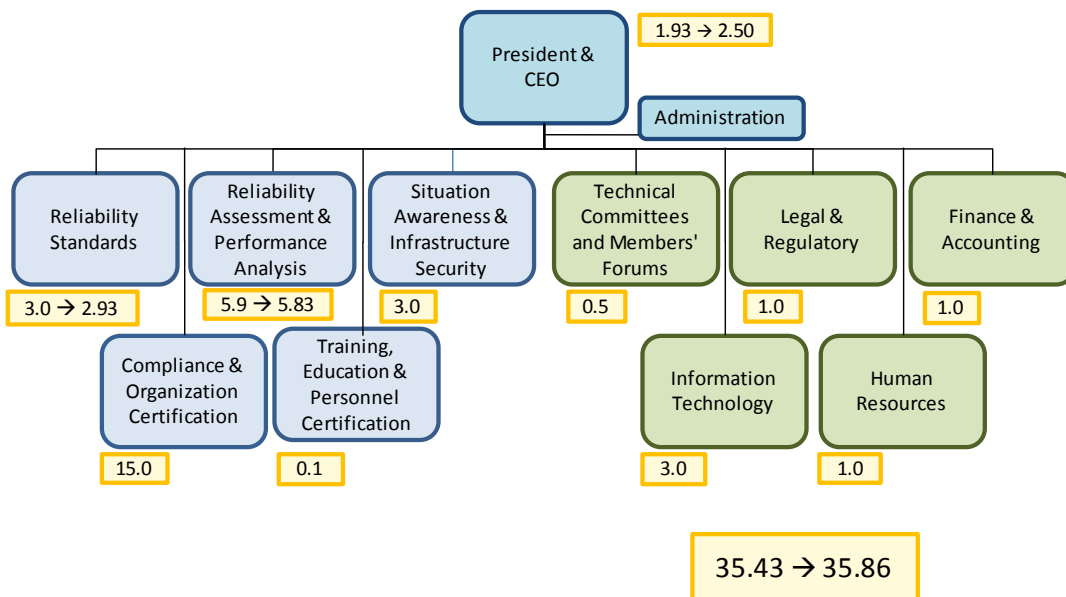 1.93 → 2.50
President &
CEO
Administration
Reliability
Standards
3.0 → 2.93
Reliability
Assessment &
Performance
Analysis
5.9 → 5.83
Situation
Awareness &
Infrastructure
Security
3.0
Technical
Committees
and Members'
Forums
0.5
Legal &
Regulatory
1.0
Finance &
Accounting
1.0
Compliance &
Organization
Certification
15.0
Training,
Education &
Personnel
Certification
0.1
Information
Technology
3.0
Human
Resources
1.0
35.43 → 35.86